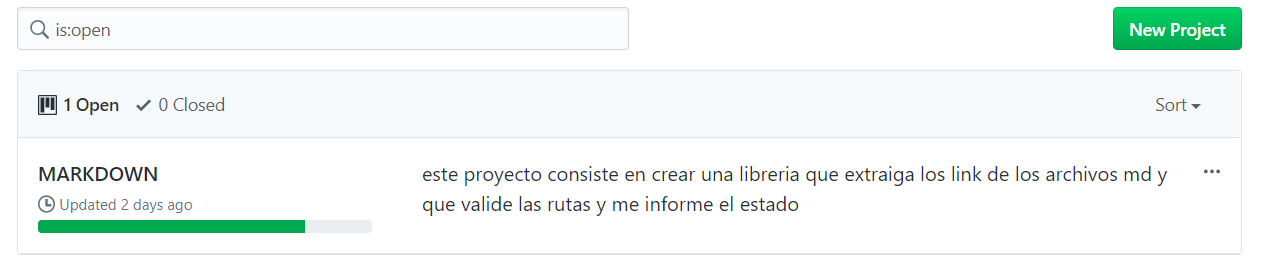 is:open
New Project
1 Open 0 Closed
Sort
MARKDOWN
Updated 2 days ago
este proyecto consiste en crear una libreria que extraiga los link de los archivos md y
que valide las rutas y me informe el estado